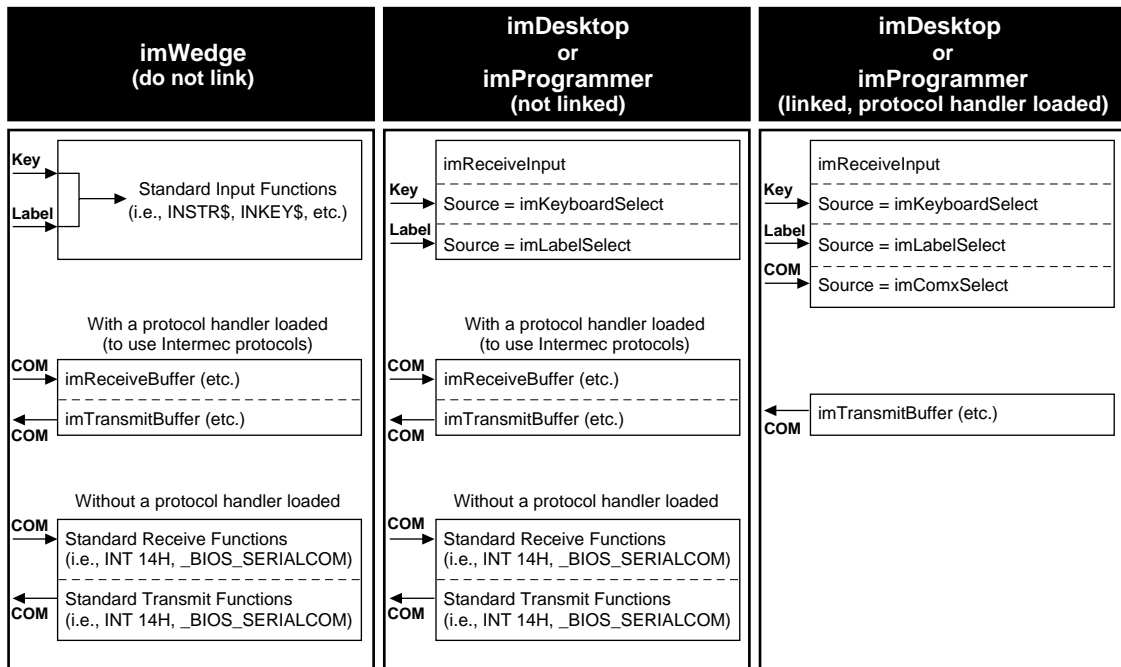 imWedge
(do not link)
Key
Label
Standard Input Functions
(i.e., INSTR$, INKEY$, etc.)
With a protocol handler loaded
(to use Intermec protocols)
COM
imReceiveBuffer (etc.)
imTransmitBuffer (etc.)
COM
Without a protocol handler loaded
COM
Standard Receive Functions
(i.e., INT 14H, _BIOS_SERIALCOM)
Standard Transmit Functions
COM
(i.e., INT 14H, _BIOS_SERIALCOM)
imDesktop
or
imProgrammer
(not linked)
imReceiveInput
Key
Source = imKeyboardSelect
Label
Source = imLabelSelect
With a protocol handler loaded
(to use Intermec protocols)
COM
imReceiveBuffer (etc.)
imTransmitBuffer (etc.)
COM
Without a protocol handler loaded
COM
Standard Receive Functions
(i.e., INT 14H, _BIOS_SERIALCOM)
Standard Transmit Functions
COM
(i.e., INT 14H, _BIOS_SERIALCOM)
imDesktop
or
imProgrammer
(linked, protocol handler loaded)
imReceiveInput
Key
Source = imKeyboardSelect
Label
Source = imLabelSelect
COM
Source = imComxSelect
imTransmitBuffer (etc.)
COM